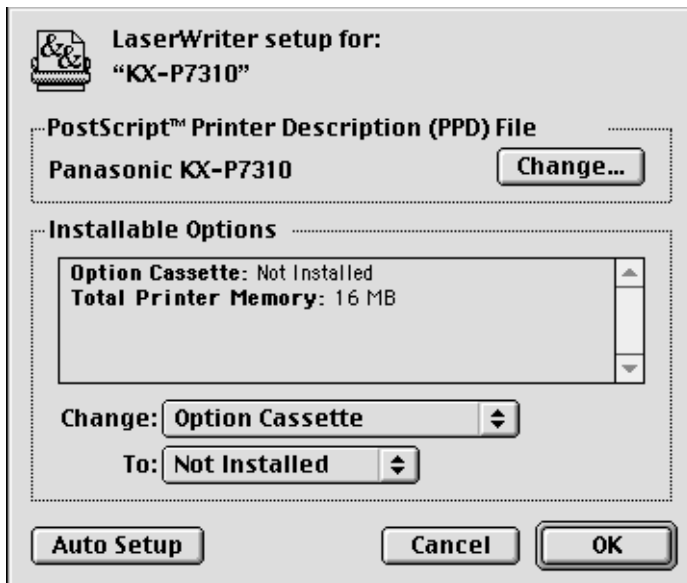 &&
LaserWriter setup for:
“KX-P7310”
PostScript™ Printer Description (PPD) File
Panasonic KX-P7310
Change...
Installable Options
Option Cassette: Not Installed
Total Printer Memory: 16 MB
Change: Option Cassette
To: Not Installed
Auto Setup
Cancel
OK